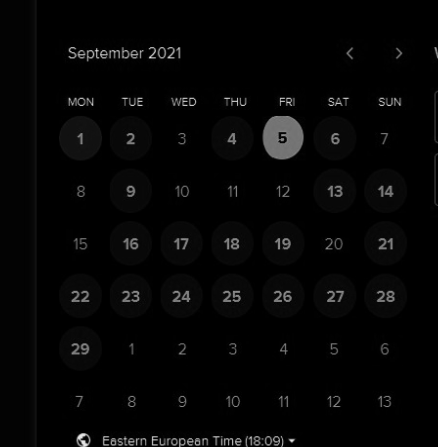 September 2021 < >
MON TUE WED THU FRI SAT SUN
1 2 3 4 5 6 7
8 9 10 11 12 13 14
15 16 17 18 19 20 21
22 23 24 25 26 27 28
29 1 2 3 4 5 6
7 8 9 10 11 12 13
Eastern European Time (18:09)